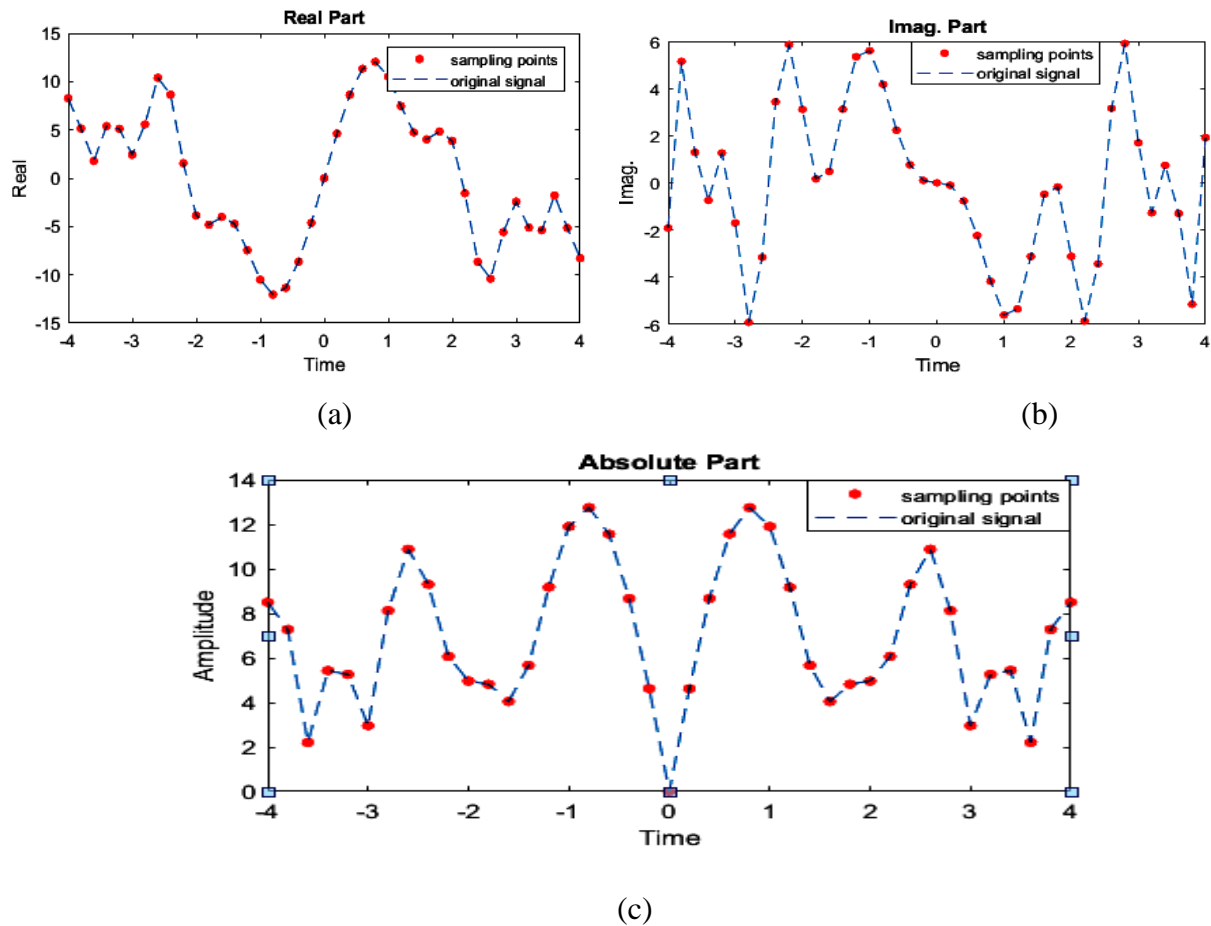 Real Part
15
10
5
0
-5
-10
-15
Real
sampling points
original signal
-4 -3 -2 -1 0 1 2 3 4
Time
(a)
Imag. Part
6
4
2
0
-2
-4
-6
Imag.
sampling points
original signal
-4 -3 -2 -1 0 1 2 3 4
Time
(b)
Absolute Part
14
12
10
8
6
4
2
0
Amplitude
sampling points
original signal
-4 -3 -2 -1 0 1 2 3 4
Time
(c)